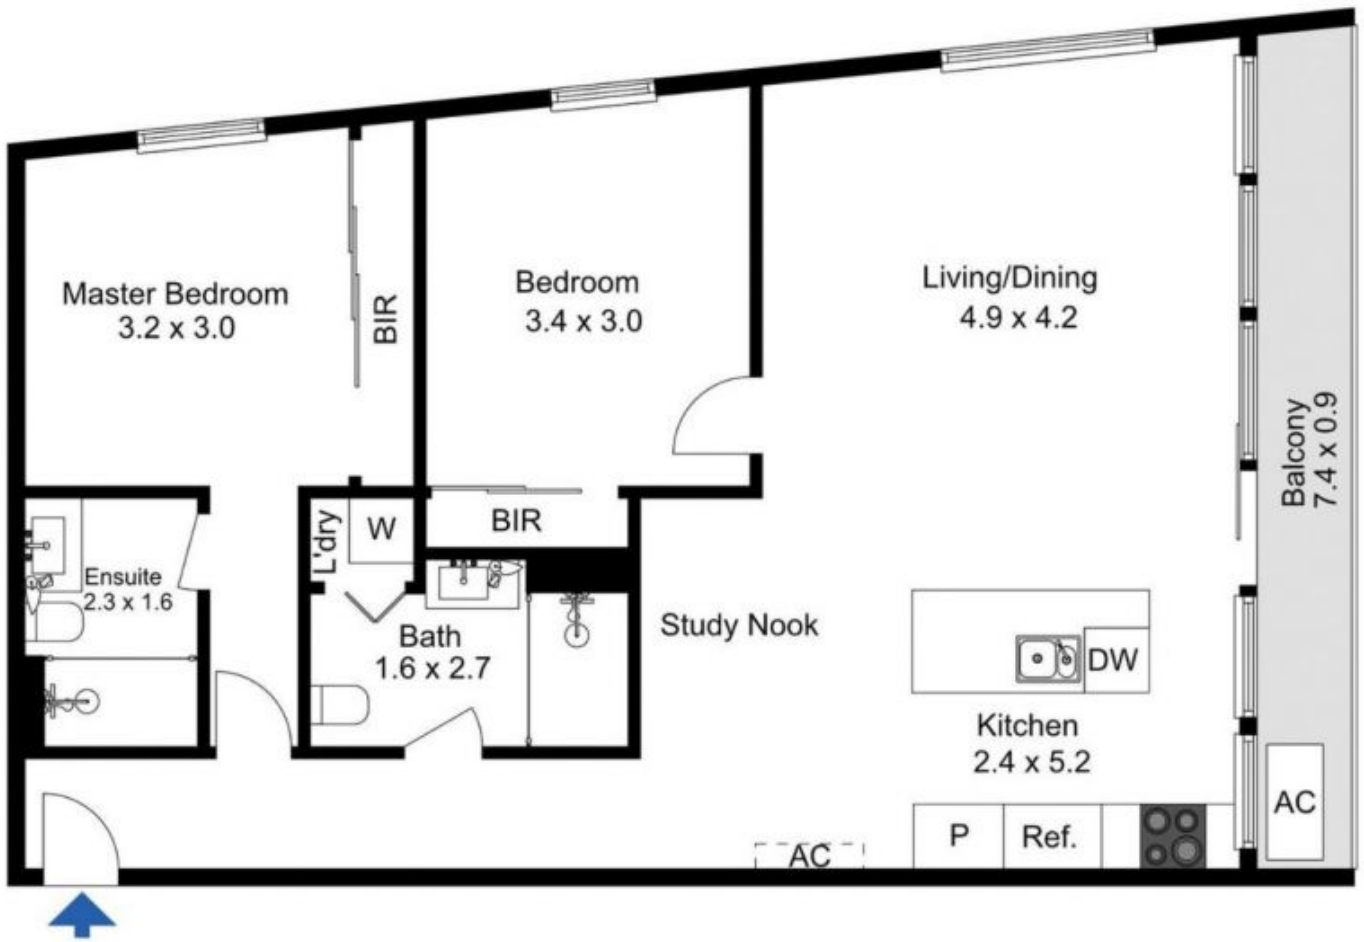 Master Bedroom
3.2 x 3.0
BIR
Bedroom
3.4 x 3.0
Living/Dining
4.9 x 4.2
Balcony
7.4 x 0.9
BIR
L'dry
W
Ensuite
2.3 x 1.6
Bath
1.6 x 2.7
Study Nook
DW
Kitchen
2.4 x 5.2
AC
P
Ref.
AC